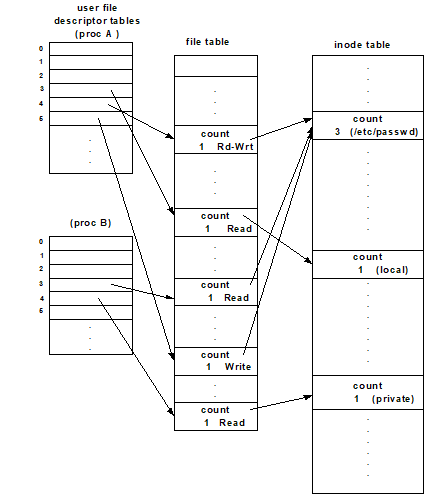 user file
descriptor tables
(proc A )
0
1
2
3
4
5
file table
count
1 Rd-Wrt
count
1 Read
count
1 Read
count
1 Write
count
1 Read
inode table
count
3 (/etc/passwd)
count
1 (local)
count
1 (private)
(proc B)
0
1
2
3
4
5